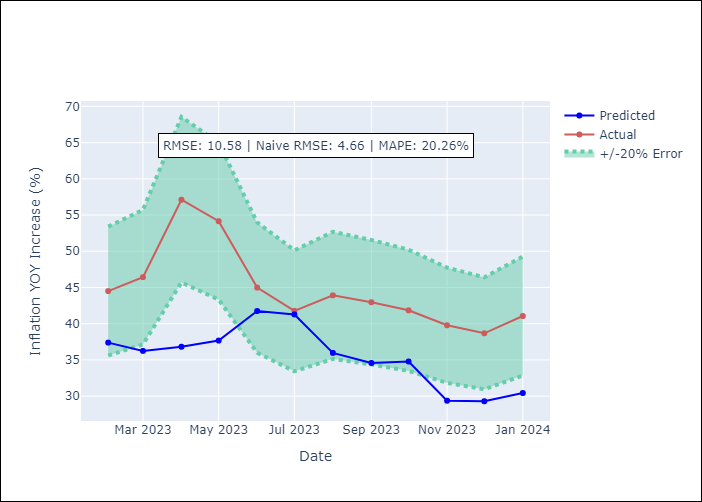 70
65
60
55
50
45
40
35
30
Inflation YOY Increase (%)
RMSE: 10.58 | Naive RMSE: 4.66 | MAPE: 20.26%
Predicted
Actual
+/-20% Error
Mar 2023
May 2023
Jul 2023
Sep 2023
Nov 2023
Jan 2024
Date